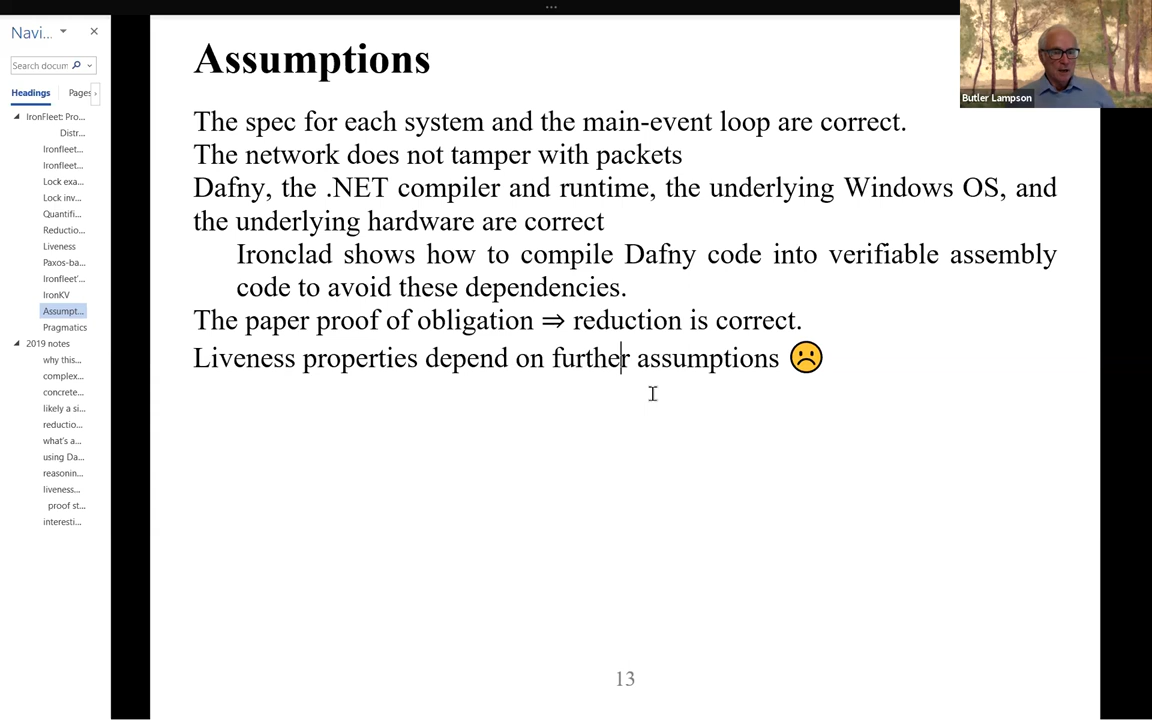 Navi...
Search docum
Headings
Pages
IronFleet: Pro...
Distr...
Ironfleet...
Ironfleet...
Lock exa...
Lock inv...
Quantifi...
Reductio...
Liveness
Paxos-ba...
Ironfleet'...
IronKV
Assumpt...
Pragmatics
2019 notes
why this...
complex...
concrete...
likely a si...
reductio...
what's a...
using Da...
reasonin...
liveness...
proof st...
interesti...
Assumptions
The spec for each system and the main-event loop are correct.
The network does not tamper with packets
Dafny, the .NET compiler and runtime, the underlying Windows OS, and
the underlying hardware are correct
Ironclad shows how to compile Dafny code into verifiable assembly
code to avoid these dependencies.
The paper proof of obligation ⇒ reduction is correct.
Liveness properties depend on further assumptions ☹
13
Butler Lampson